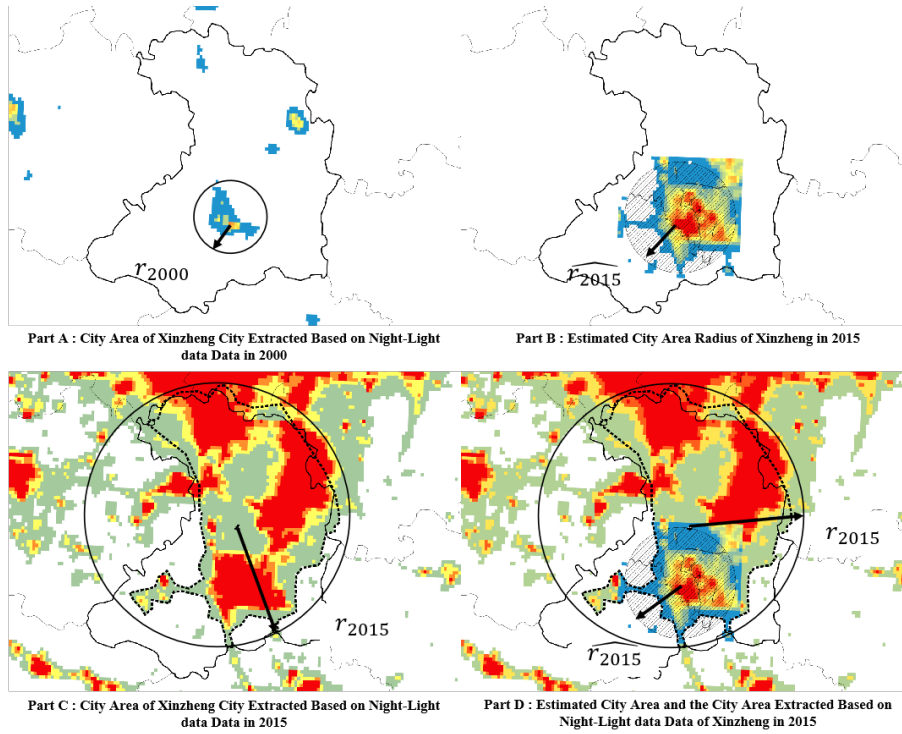 r2000
r2015
Part A : City Area of Xinzheng City Extracted Based on Night-Light
data Data in 2000
Part B : Estimated City Area Radius of Xinzheng in 2015
r2015
r2015
r2015
Part C : City Area of Xinzheng City Extracted Based on Night-Light
data Data in 2015
Part D : Estimated City Area and the City Area Extracted Based on
Night-Light data Data of Xinzheng in 2015